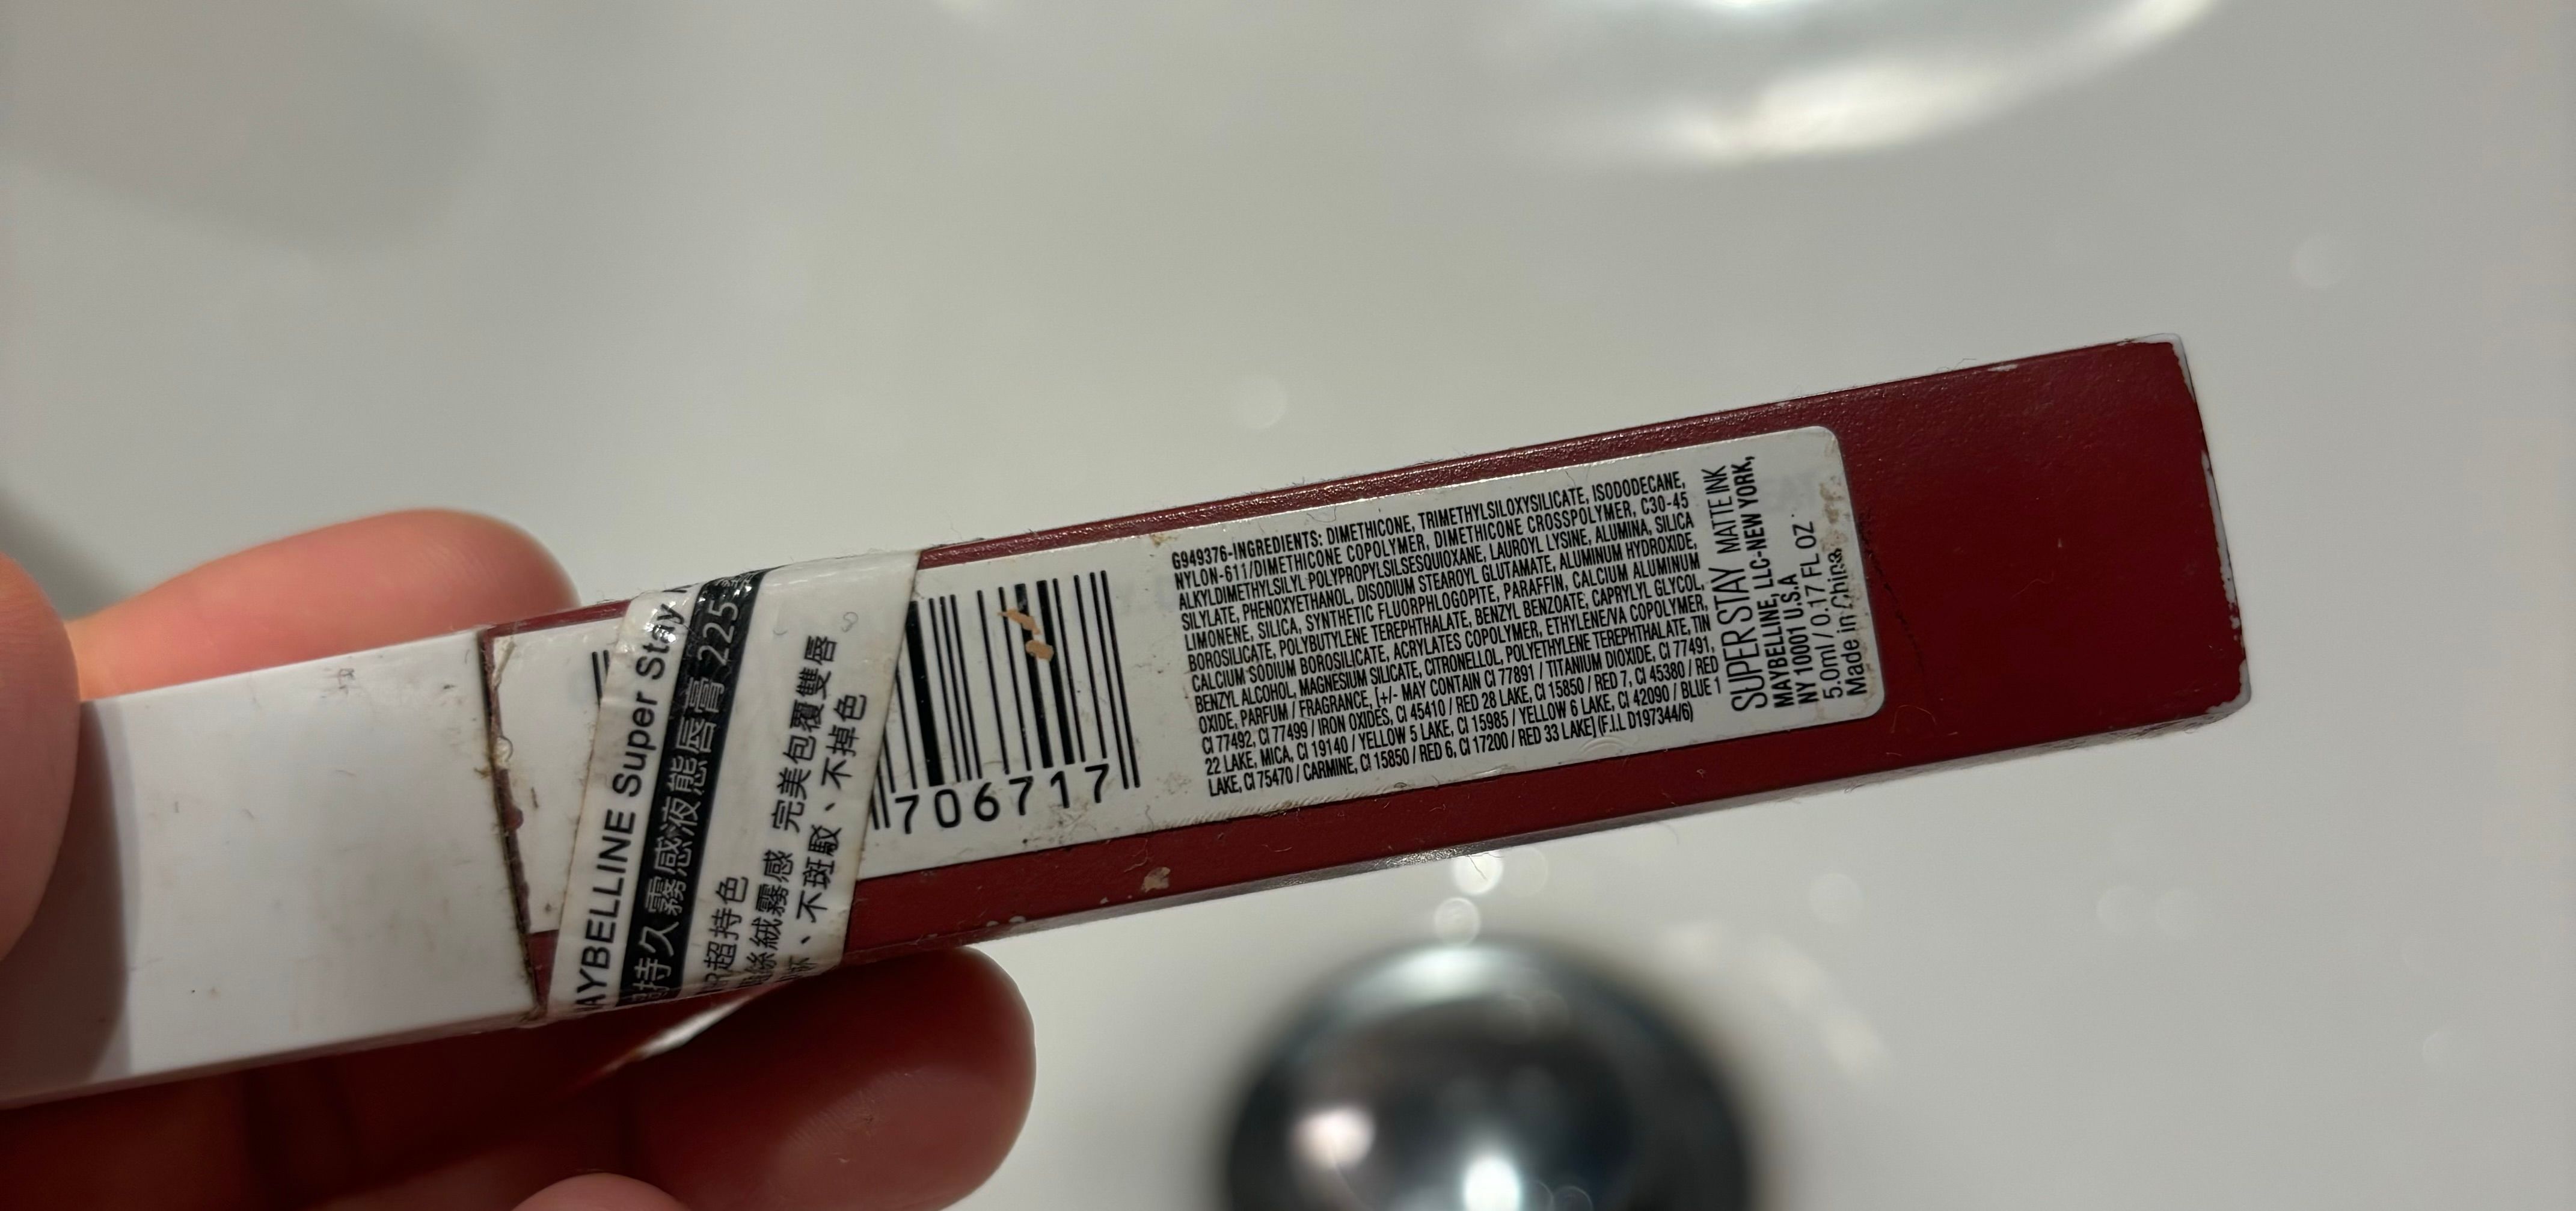 AYBELLINE Super Stay
持久霧感液態唇膏 225
超持色
絲絨霧感 完美包覆雙唇
、不斑駁、不掉色
706717
G949376-INGREDIENTS: DIMETHICONE, TRIMETHYLSILOXYSILICATE, ISODODECANE,
NYLON-611/DIMETHICONE COPOLYMER, DIMETHICONE CROSSPOLYMER, C30-45
ALKYLDIMETHYLSILYL POLYPROPYLSILSESQUIOXANE, LAUROYL LYSINE, ALUMINA, SILICA
SILYLATE, PHENOXYETHANOL, DISODIUM STEAROYL GLUTAMATE, ALUMINUM HYDROXIDE,
LIMONENE, SILICA, SYNTHETIC FLUORPHLOGOPITE, PARAFFIN, CALCIUM ALUMINUM
BOROSILICATE, POLYBUTYLENE TEREPHTHALATE, BENZYL BENZOATE, CAPRYLYL GLYCOL,
CALCIUM SODIUM BOROSILICATE, ACRYLATES COPOLYMER, ETHYLENE/VA COPOLYMER,
BENZYL ALCOHOL, MAGNESIUM SILICATE, CITRONELLOL, POLYETHYLENE TEREPHTHALATE, TIN
OXIDE, PARFUM / FRAGRANCE, [+/- MAY CONTAIN CI 77891 / TITANIUM DIOXIDE, CI 77491,
CI 77492, CI 77499 / IRON OXIDES, CI 45410 / RED 28 LAKE, CI 15850 / RED 7, CI 45380 / RED
22 LAKE, MICA, CI 19140 / YELLOW 5 LAKE, CI 15985 / YELLOW 6 LAKE, CI 42090 / BLUE 1
LAKE, CI 75470 / CARMINE, CI 15850 / RED 6, CI 17200 / RED 33 LAKE] (F.I.L D197344/6)
SUPER STAY MATTE INK
MAYBELLINE, LLC-NEW YORK,
NY 10001 U.S.A
5.0ml / 0.17 FL OZ
Made in China